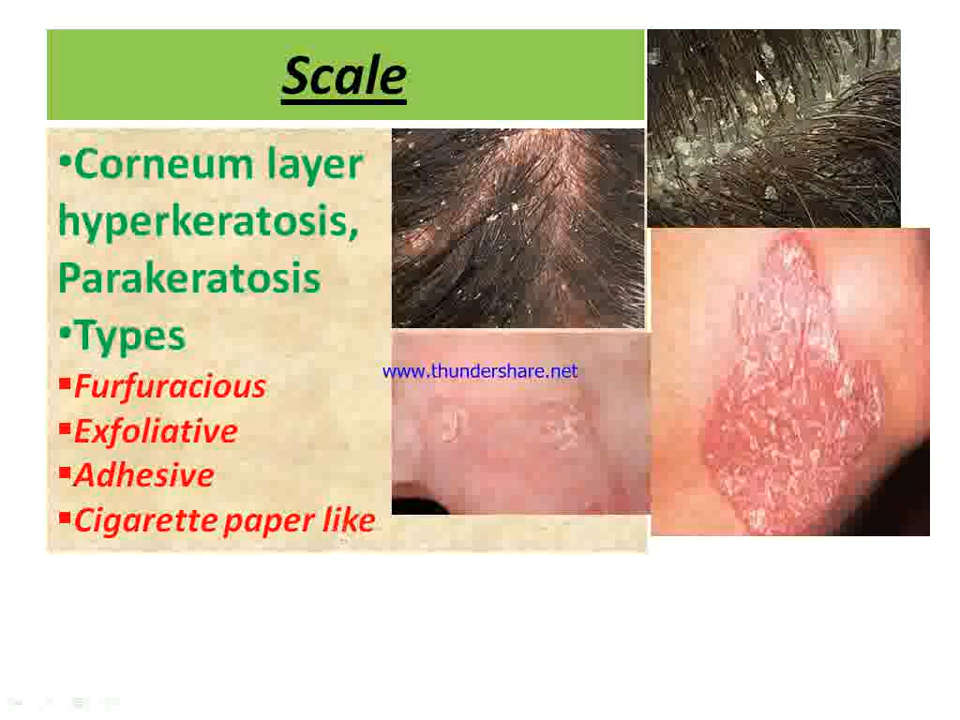 Scale
•Corneum layer
hyperkeratosis,
Parakeratosis
•Types
▪Furfuracious
▪Exfoliative
▪Adhesive
▪Cigarette paper like
www.thundershare.net